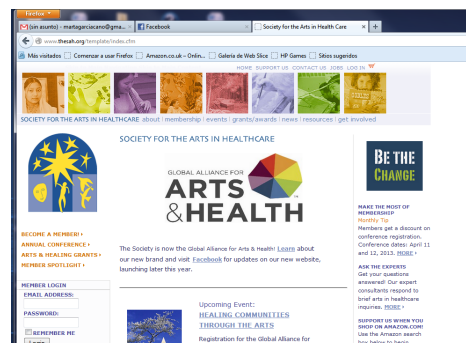 Firefox
(sin asunto) - martagarciacano@gma...
Facebook
Society for the Arts in Health Care
www.thesah.org/template/index.cfm
Más visitados
Comenzar a usar Firefox
Amazon.co.uk – Onlin...
Galería de Web Slice
HP Games
Sitios sugeridos
HOME SUPPORT US CONTACT US JOBS LOG IN
SOCIETY FOR THE ARTS IN HEALTHCARE about | membership | events | grants/awards | news | resources | get involved
BECOME A MEMBER!
ANNUAL CONFERENCE
ARTS & HEALING GRANTS
MEMBER SPOTLIGHT
MEMBER LOGIN
EMAIL ADDRESS:
PASSWORD:
REMEMBER ME
Login
SOCIETY FOR THE ARTS IN HEALTHCARE
GLOBAL ALLIANCE FOR
ARTS
&HEALTH
The Society is now the Global Alliance for Arts & Health! Learn about
our new brand and visit Facebook for updates on our new website,
launching later this year.
Upcoming Event:
HEALING COMMUNITIES
THROUGH THE ARTS
Registration for the Global Alliance for
BE THE
CHANGE
MAKE THE MOST OF
MEMBERSHIP
Monthly Tip
Members get a discount on
conference registration.
Conference dates: April 11
and 12, 2013. MORE
ASK THE EXPERTS
Get your questions
answered! Our expert
consultants respond to
brief arts in healthcare
inquiries. MORE
SUPPORT US WHEN YOU
SHOP ON AMAZON.COM!
Use the Amazon search
box below to begin